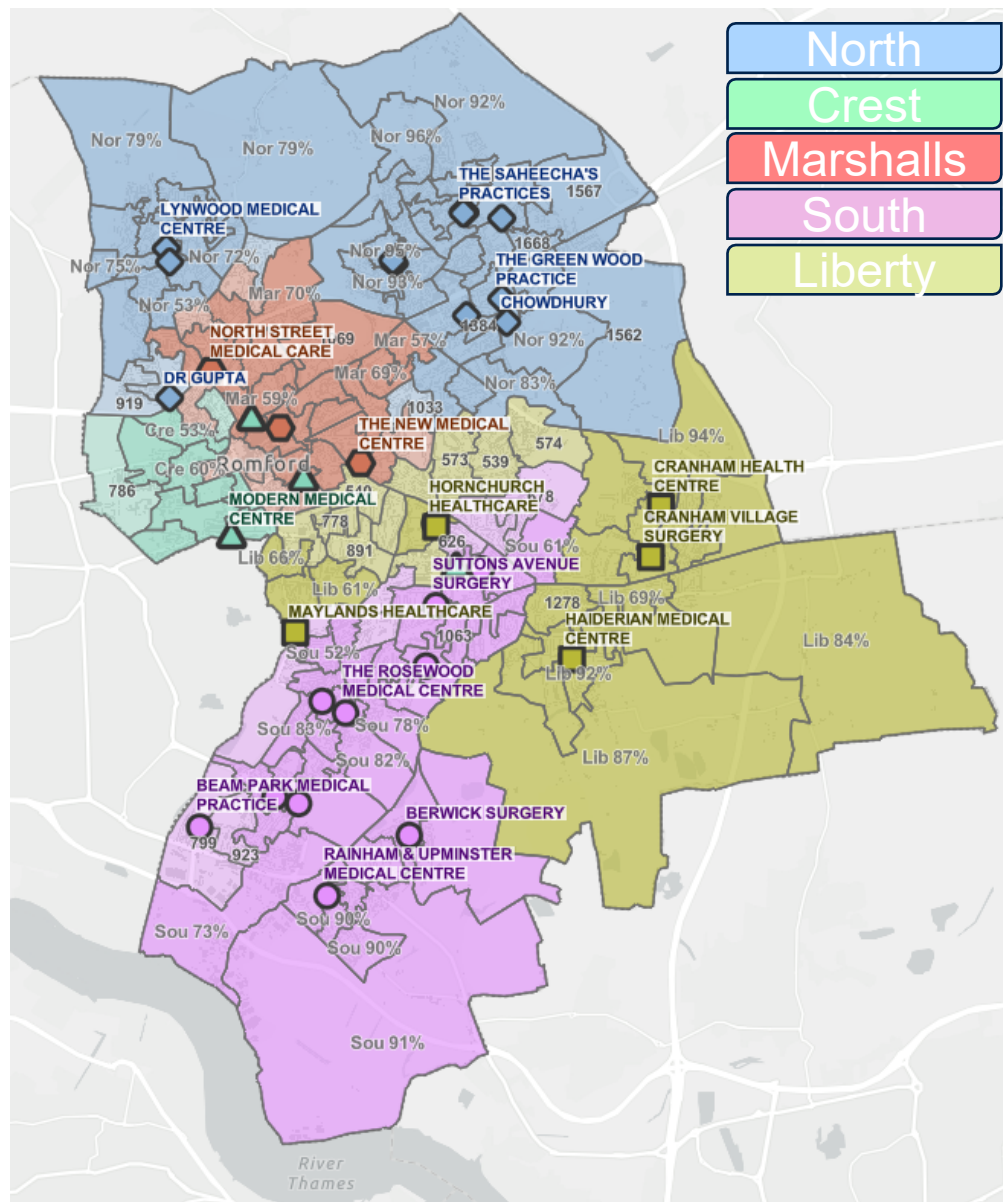 North
Crest
Marshalls
South
Liberty
Nor 92%
Nor 96%
Nor 79%
Nor 79%
THE SAHEECHA'S
PRACTICES
1567
LYNWOOD MEDICAL
CENTRE
1668
Nor 95%
Nor 72%
Nor 75%
THE GREEN WOOD
PRACTICE
Nor 93%
Mar 70%
Nor 53%
CHOWDHURY
1384
NORTH STREET
MEDICAL CARE
Mar 57%
Nor 92%
1562
DR GUPTA
Mar 69%
Nor 83%
919
Mar 59%
1033
Cre 53%
THE NEW MEDICAL
CENTRE
Lib 94%
574
573
539
Cre 60%
Romford
CRANHAM HEALTH
CENTRE
786
HORNCHURCH
HEALTHCARE
MODERN MEDICAL
CENTRE
CRANHAM VILLAGE
SURGERY
778
626
Sou 61%
891
Lib 66%
SUTTONS AVENUE
SURGERY
Lib 61%
1278
Lib 69%
MAYLANDS HEALTHCARE
HAIDERIAN MEDICAL
CENTRE
1063
Lib 84%
Sou 52%
THE ROSEWOOD
MEDICAL CENTRE
Lib 92%
Sou 83%
Sou 78%
Sou 82%
Lib 87%
BEAM PARK MEDICAL
PRACTICE
BERWICK SURGERY
799
923
RAINHAM & UPMINSTER
MEDICAL CENTRE
Sou 90%
Sou 73%
Sou 90%
Sou 91%
River
Thames